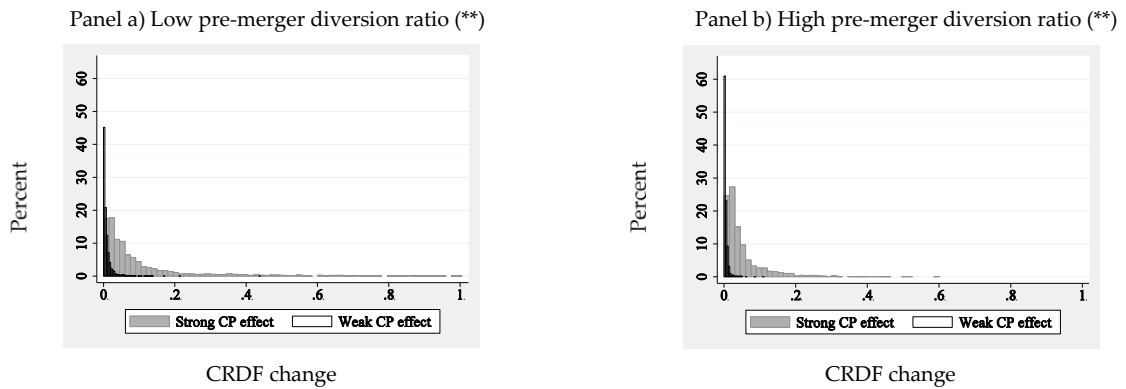 Panel a) Low pre-merger diversion ratio (**)
Percent
60
50
40
30
20
10
0
0 .2 .4 .6 .8 1
Strong CP effect Weak CP effect
CRDF change
Panel b) High pre-merger diversion ratio (**)
Percent
60
50
40
30
20
10
0
0 .2 .4 .6 .8 1
Strong CP effect Weak CP effect
CRDF change